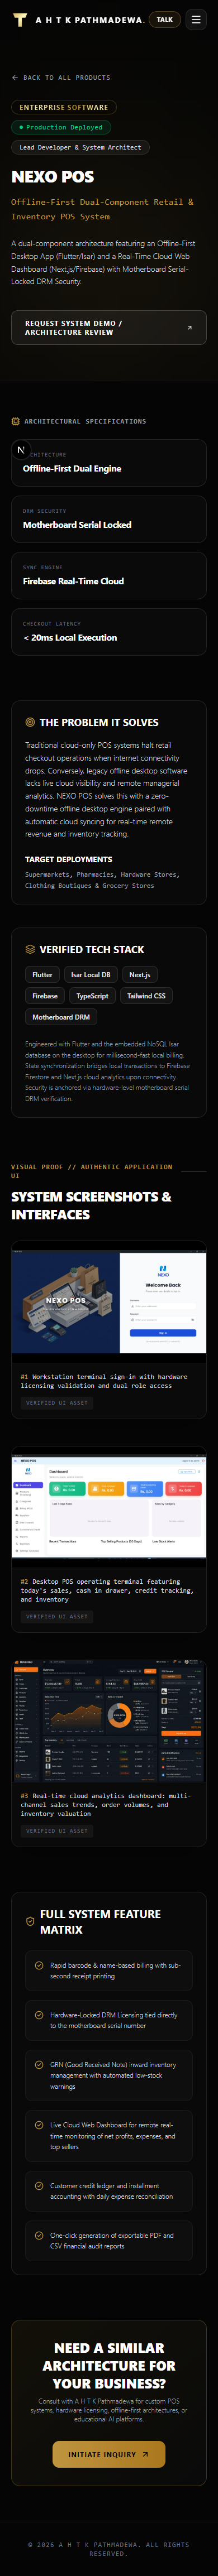 A H T K PATHMADEWA.
TALK
← BACK TO ALL PRODUCTS
ENTERPRISE SOFTWARE
Production Deployed
Lead Developer & System Architect
NEXO POS
Offline-First Dual-Component Retail &
Inventory POS System
A dual-component architecture featuring an Offline-First
Desktop App (Flutter/Isar) and a Real-Time Cloud Web
Dashboard (Next.js/Firebase) with Motherboard Serial-
Locked DRM Security.
REQUEST SYSTEM DEMO /
ARCHITECTURE REVIEW
ARCHITECTURAL SPECIFICATIONS
N
CHITECTURE
Offline-First Dual Engine
DRM SECURITY
Motherboard Serial Locked
SYNC ENGINE
Firebase Real-Time Cloud
CHECKOUT LATENCY
< 20ms Local Execution
THE PROBLEM IT SOLVES
Traditional cloud-only POS systems halt retail
checkout operations when internet connectivity
drops. Conversely, legacy offline desktop software
lacks live cloud visibility and remote managerial
analytics. NEXO POS solves this with a zero-
downtime offline desktop engine paired with
automatic cloud syncing for real-time remote
revenue and inventory tracking.
TARGET DEPLOYMENTS
Supermarkets, Pharmacies, Hardware Stores,
Clothing Boutiques & Grocery Stores
VERIFIED TECH STACK
Flutter
Isar Local DB
Next.js
Firebase
TypeScript
Tailwind CSS
Motherboard DRM
Engineered with Flutter and the embedded NoSQL Isar
database on the desktop for millisecond-fast local billing.
State synchronization bridges local transactions to Firebase
Firestore and Next.js cloud analytics upon connectivity.
Security is anchored via hardware-level motherboard serial
DRM verification.
VISUAL PROOF // AUTHENTIC APPLICATION
UI
SYSTEM SCREENSHOTS &
INTERFACES
NEXO POS
NEXO
Welcome Back
Sign In
#1 Workstation terminal sign-in with hardware
licensing validation and dual role access
VERIFIED UI ASSET
NEXO POS
NEXO
Dashboard
Recent Transactions
Top Selling Products (30 Days)
Low Stock Alerts
#2 Desktop POS operating terminal featuring
today's sales, cash in drawer, credit tracking,
and inventory
VERIFIED UI ASSET
#3 Real-time cloud analytics dashboard: multi-
channel sales trends, order volumes, and
inventory valuation
VERIFIED UI ASSET
FULL SYSTEM FEATURE
MATRIX
Rapid barcode & name-based billing with sub-
second receipt printing
Hardware-Locked DRM Licensing tied directly
to the motherboard serial number
GRN (Good Received Note) inward inventory
management with automated low-stock
warnings
Live Cloud Web Dashboard for remote real-
time monitoring of net profits, expenses, and
top sellers
Customer credit ledger and installment
accounting with daily expense reconciliation
One-click generation of exportable PDF and
CSV financial audit reports
NEED A SIMILAR
ARCHITECTURE FOR
YOUR BUSINESS?
Consult with A H T K Pathmadewa for custom POS
systems, hardware licensing, offline-first architectures, or
educational AI platforms.
INITIATE INQUIRY
© 2026 A H T K PATHMADEWA. ALL RIGHTS
RESERVED.